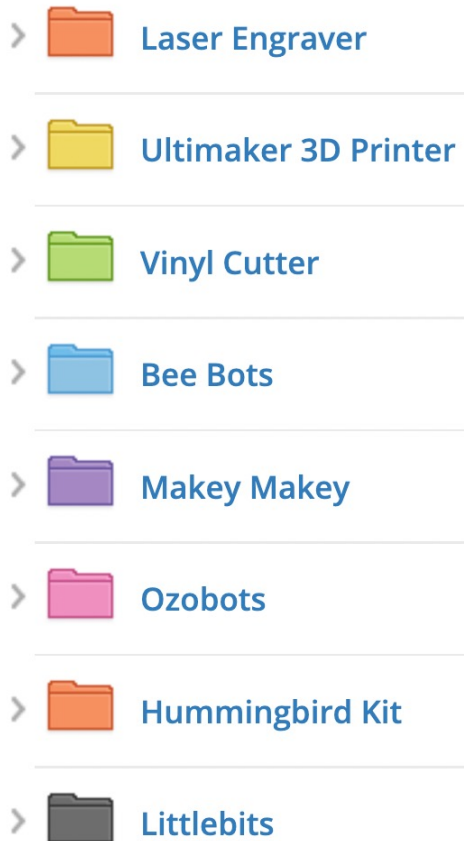 Laser Engraver
Ultimaker 3D Printer
Vinyl Cutter
Bee Bots
Makey Makey
Ozobots
Hummingbird Kit
Littlebits